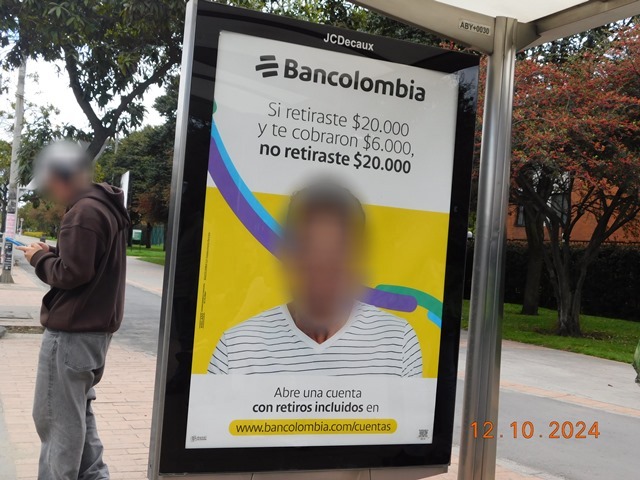 JCDecaux
ABY+0030
Bancolombia
Si retiraste $20.000
y te cobraron $6.000,
no retiraste $20.000
Abre una cuenta
con retiros incluidos en
www.bancolombia.com/cuentas
12.10.2024